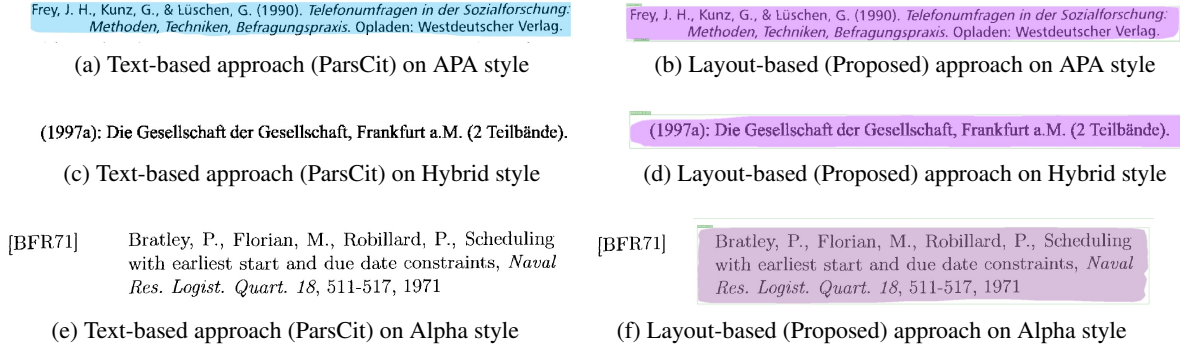 Frey, J. H., Kunz, G., & Lüschen, G. (1990). Telefonumfragen in der Sozialforschung:
Methoden, Techniken, Befragungspraxis. Opladen: Westdeutscher Verlag.
(a) Text-based approach (ParsCit) on APA style
Frey, J. H., Kunz, G., & Lüschen, G. (1990). Telefonumfragen in der Sozialforschung:
Methoden, Techniken, Befragungspraxis. Opladen: Westdeutscher Verlag.
(b) Layout-based (Proposed) approach on APA style
(1997a): Die Gesellschaft der Gesellschaft, Frankfurt a.M. (2 Teilbände).
(c) Text-based approach (ParsCit) on Hybrid style
(1997a): Die Gesellschaft der Gesellschaft, Frankfurt a.M. (2 Teilbände).
(d) Layout-based (Proposed) approach on Hybrid style
[BFR71] Bratley, P., Florian, M., Robillard, P., Scheduling
with earliest start and due date constraints, Naval
Res. Logist. Quart. 18, 511-517, 1971
(e) Text-based approach (ParsCit) on Alpha style
[BFR71] Bratley, P., Florian, M., Robillard, P., Scheduling
with earliest start and due date constraints, Naval
Res. Logist. Quart. 18, 511-517, 1971
(f) Layout-based (Proposed) approach on Alpha style